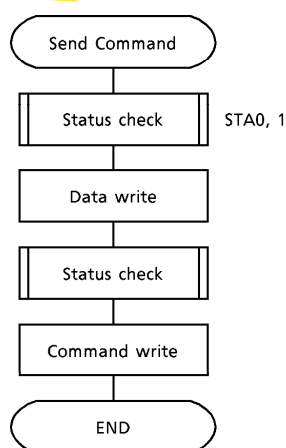 Send Command
Status check STA0, 1
Data write
Status check
Command write
END